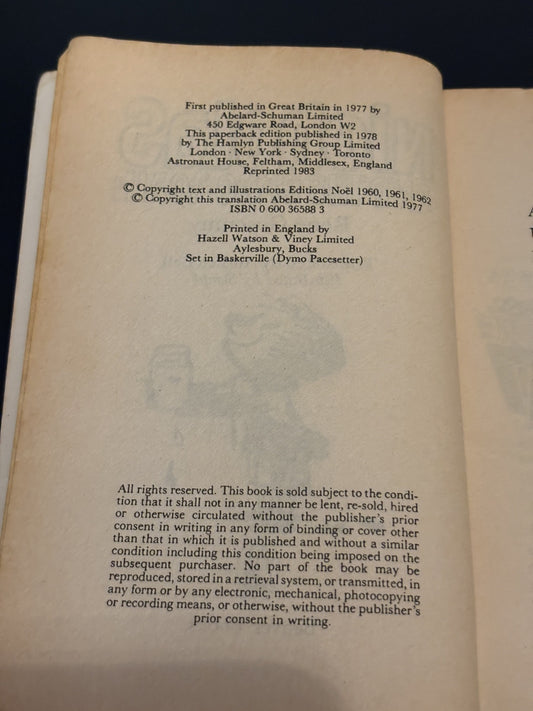 First published in Great Britain in 1977 by
Abelard-Schuman Limited
450 Edgware Road, London W2
This paperback edition published in 1978
by The Hamlyn Publishing Group Limited
London · New York · Sydney · Toronto
Astronaut House, Feltham, Middlesex, England
Reprinted 1983
© Copyright text and illustrations Editions Noël 1960, 1961, 1962
© Copyright this translation Abelard-Schuman Limited 1977
ISBN 0 600 36588 3
Printed in England by
Hazell Watson & Viney Limited
Aylesbury, Bucks
Set in Baskerville (Dymo Pacesetter)
All rights reserved. This book is sold subject to the condi-
tion that it shall not in any manner be lent, re-sold, hired
or otherwise circulated without the publisher's prior
consent in writing in any form of binding or cover other
than that in which it is published and without a similar
condition including this condition being imposed on the
subsequent purchaser. No part of the book may be
reproduced, stored in a retrieval system, or transmitted, in
any form or by any electronic, mechanical, photocopying
or recording means, or otherwise, without the publisher's
prior consent in writing.